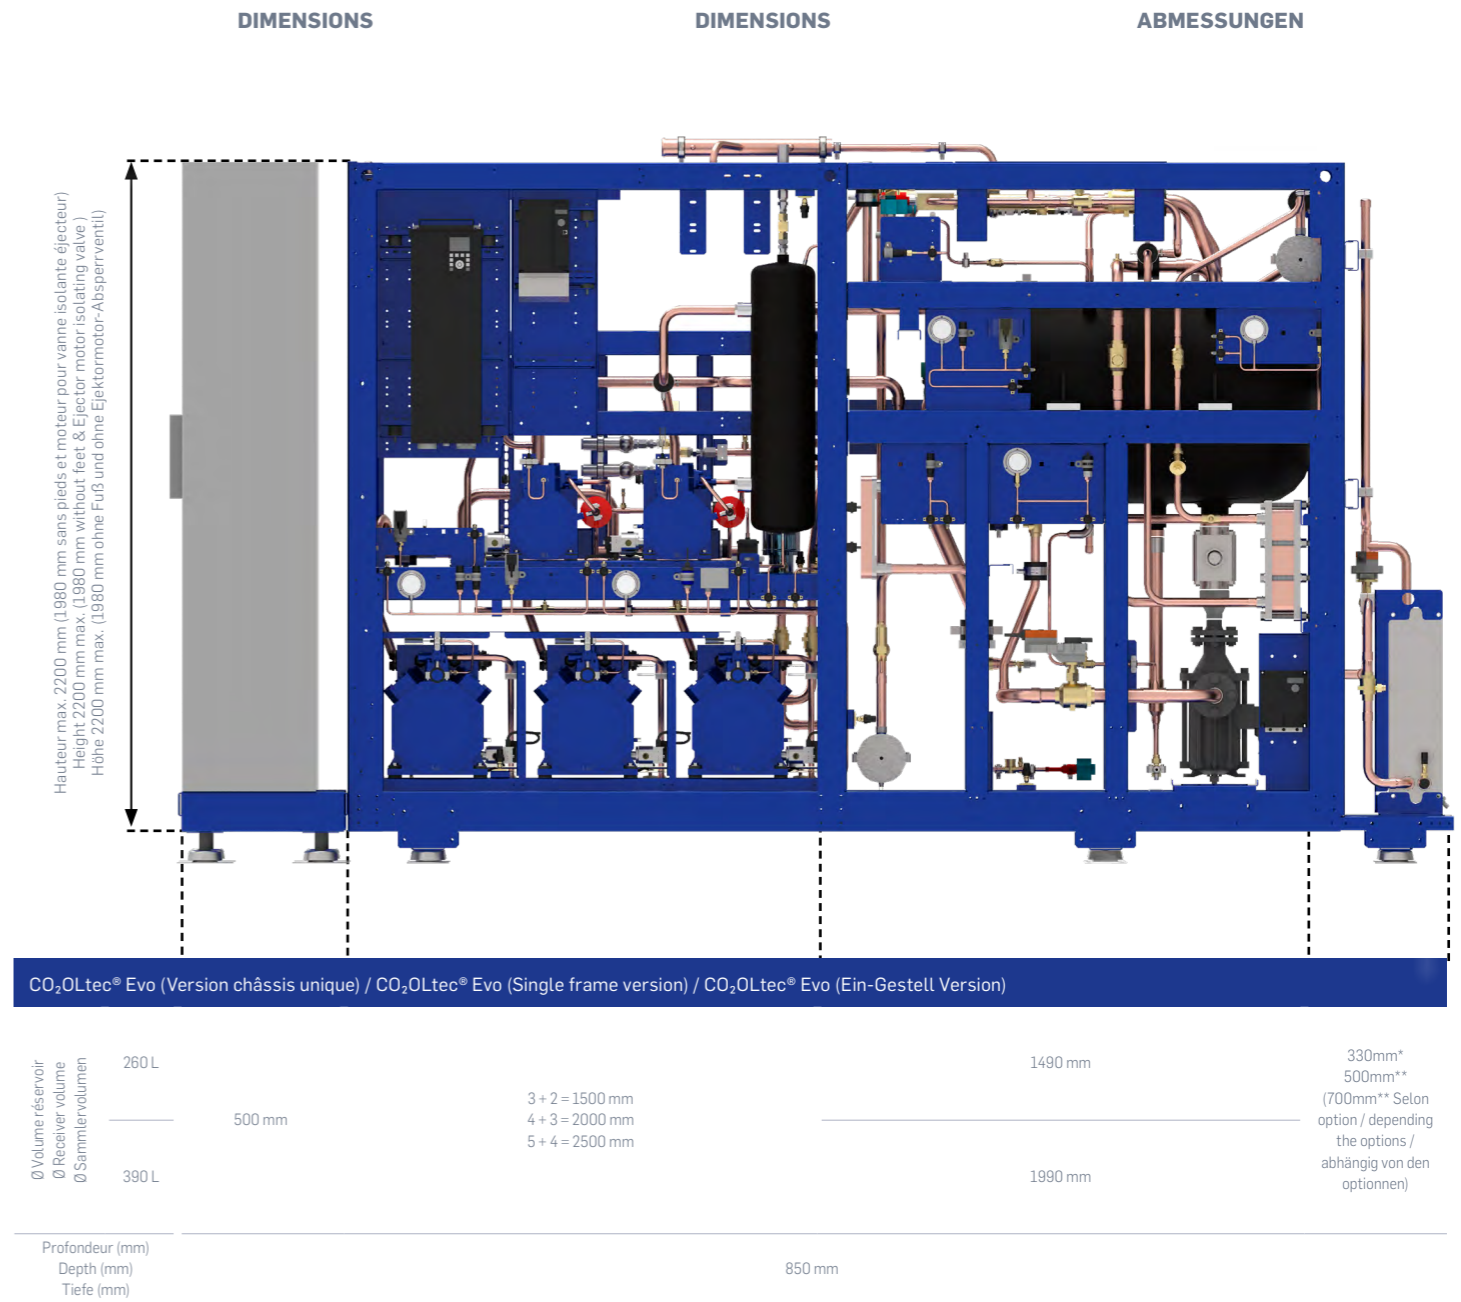 DIMENSIONS
DIMENSIONS
ABMESSUNGEN
Hauteur max. 2200 mm (1980 mm sans pieds et moteur pour vanne isolante éjecteur)
Height 2200 mm max. (1980 mm without feet & Ejector motor isolating valve )
Höhe 2200 mm max. (1980 mm ohne Fuß und ohne Ejektormotor-Absperrventil)
CO₂OLtec® Evo (Version châssis unique) / CO₂OLtec® Evo (Single frame version) / CO₂OLtec® Evo (Ein-Gestell Version)
Ø Volume réservoir
Ø Receiver volume
Ø Sammlervolumen
260 L
390 L
500 mm
3 + 2 = 1500 mm
4 + 3 = 2000 mm
5 + 4 = 2500 mm
1490 mm
1990 mm
330mm*
500mm**
(700mm** Selon
option / depending
the options /
abhängig von den
optionnen)
Profondeur (mm)
Depth (mm)
Tiefe (mm)
850 mm